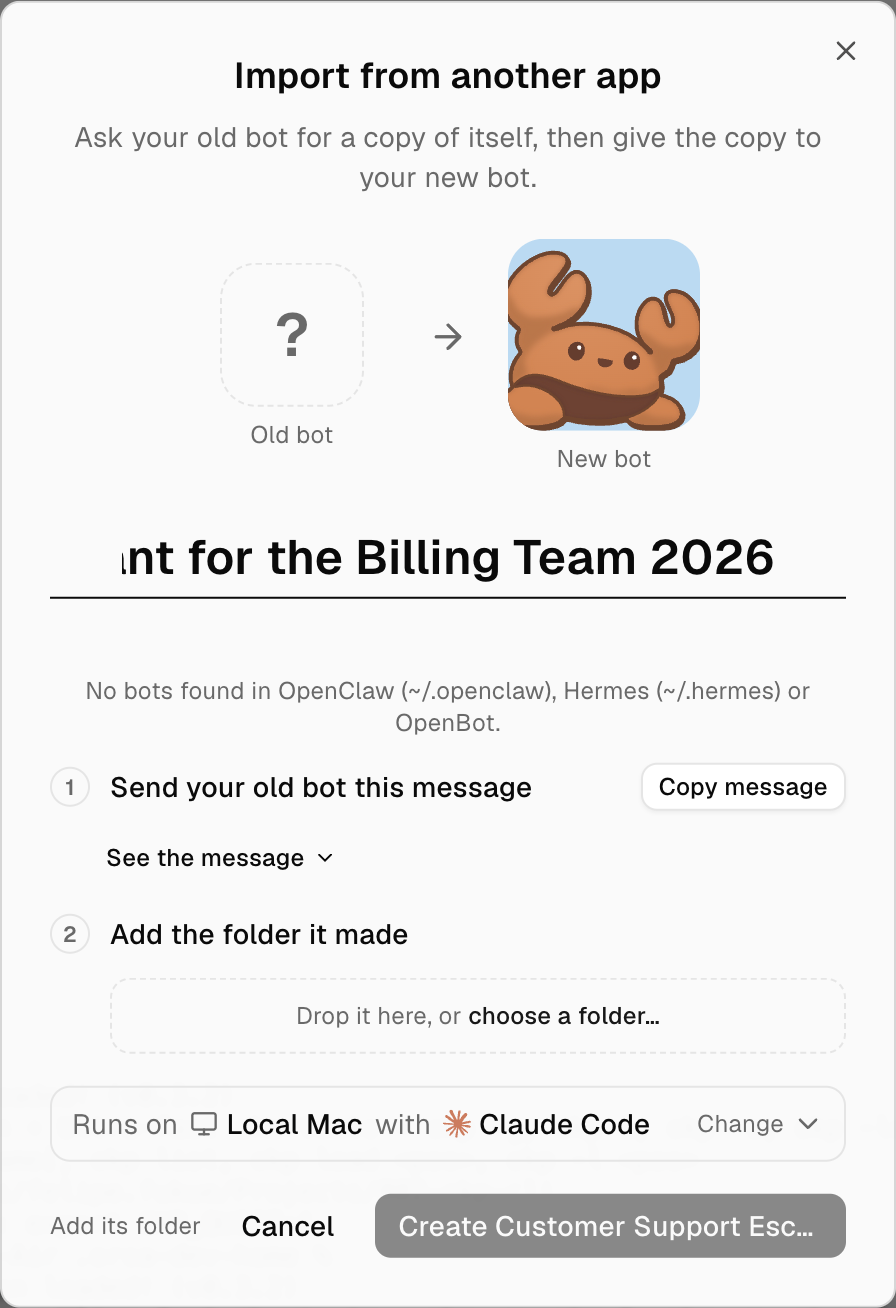 Import from another app
Ask your old bot for a copy of itself, then give the copy to
your new bot.
?
Old bot
New bot
nt for the Billing Team 2026
No bots found in OpenClaw (~/.openclaw), Hermes (~/.hermes) or
OpenBot.
1 Send your old bot this message Copy message
See the message
2 Add the folder it made
Drop it here, or choose a folder...
Runs on Local Mac with Claude Code Change
Add its folder Cancel Create Customer Support Esc...